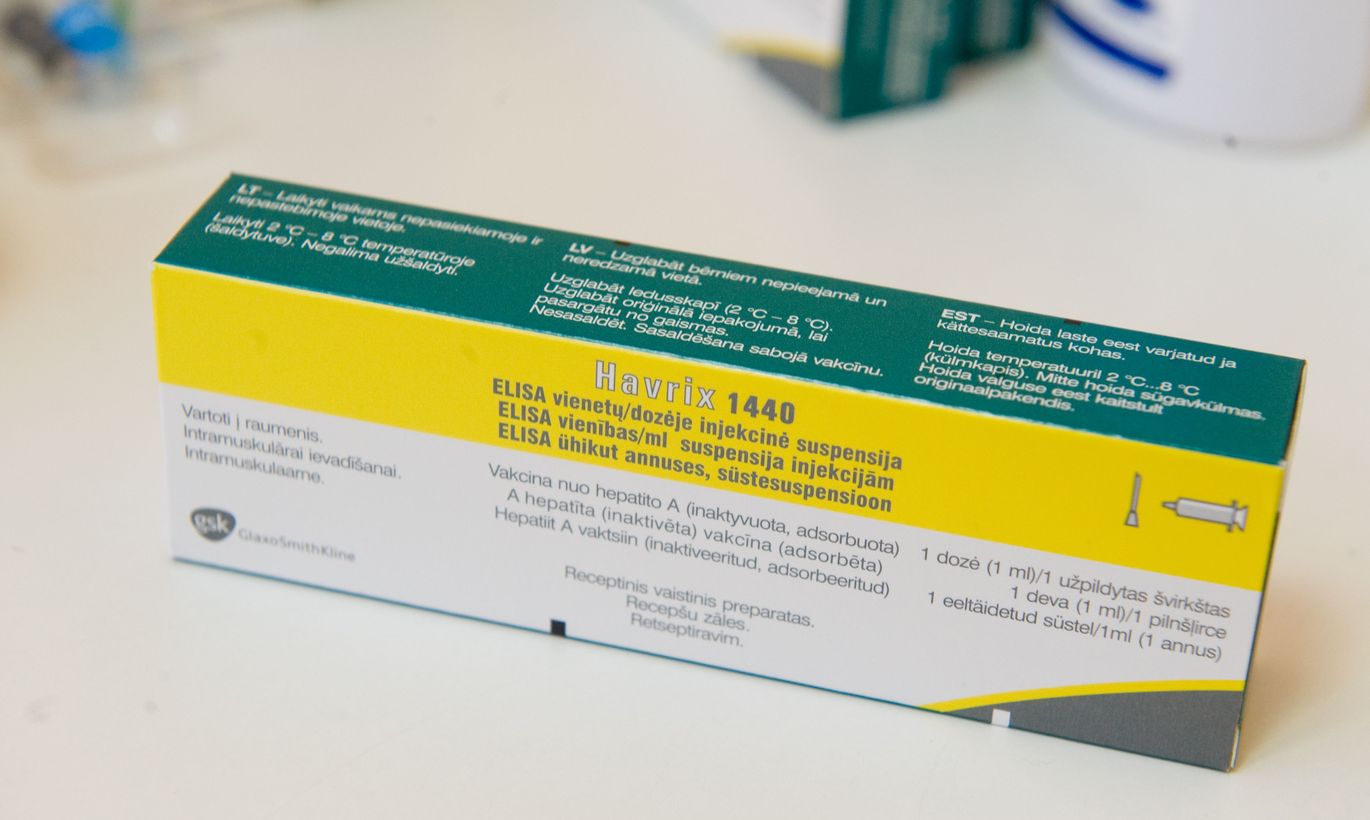 LT – Laikyti vaikams nepasiekiamoje ir
nepastebimoje vietoje.
Laikyti 2 °C – 8 °C temperatūroje
(šaldytuve). Negalima užšaldyti.
LV – Uzglabāt bērniem nepieejamā un
neredzamā vietā.
Uzglabāt ledusskapī (2 °C – 8 °C).
Uzglabāt oriģinālā iepakojumā, lai
pasargātu no gaismas.
Nesasaldēt. Sasaldēšana sabojā vakcīnu.
EST – Hoida laste eest varjatud ja
kättesaamatus kohas.
Hoida temperatuuril 2 °C...8 °C
(külmkapis). Mitte hoida sügavkülmas.
Hoida valguse eest kaitstult
originaalpakendis.
Havrix 1440
ELISA vienetų/dozėje injekcinė suspensija
ELISA vienības/ml suspensija injekcijām
ELISA ühikut annuses, süstesuspensioon
Vartoti į raumenis.
Intramuskulārai ievadīšanai.
Intramuskulaarne.
gsk GlaxoSmithKline
Vakcina nuo hepatito A (inaktyvuota, adsorbuota)
A hepatīta (inaktivēta) vakcīna (adsorbēta)
Hepatiit A vaktsiin (inaktiveeritud, adsorbeeritud)
Receptinis vaistinis preparatas.
Recepšu zāles.
Retseptiravim.
1 dozė (1 ml)/1 užpildytas švirkštas
1 deva (1 ml)/1 pilnšļirce
1 eeltäidetud süstel/1ml (1 annus)